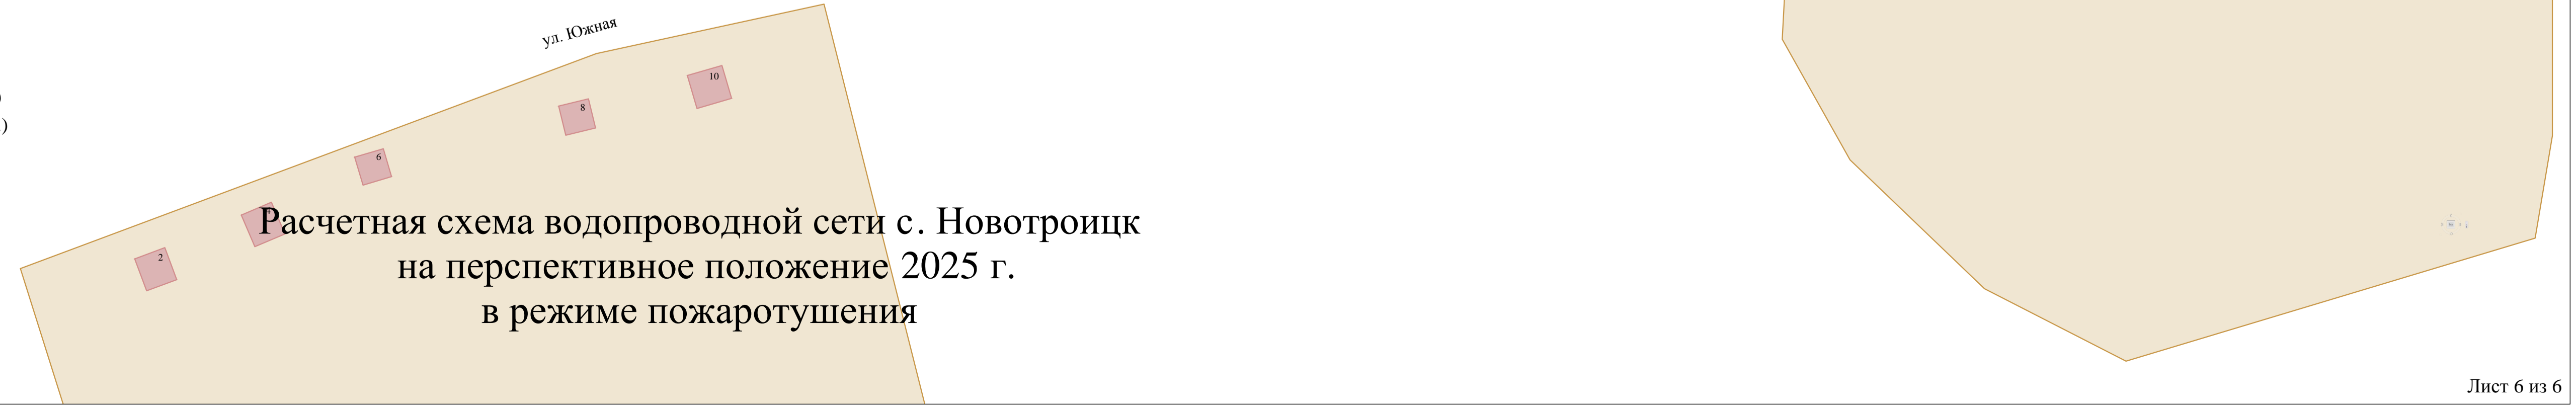 ул. Южная
10
8
6
2
)
Расчетная схема водопроводной сети с. Новотроицк
на перспективное положение 2025 г.
в режиме пожаротушения
Лист 6 из 6